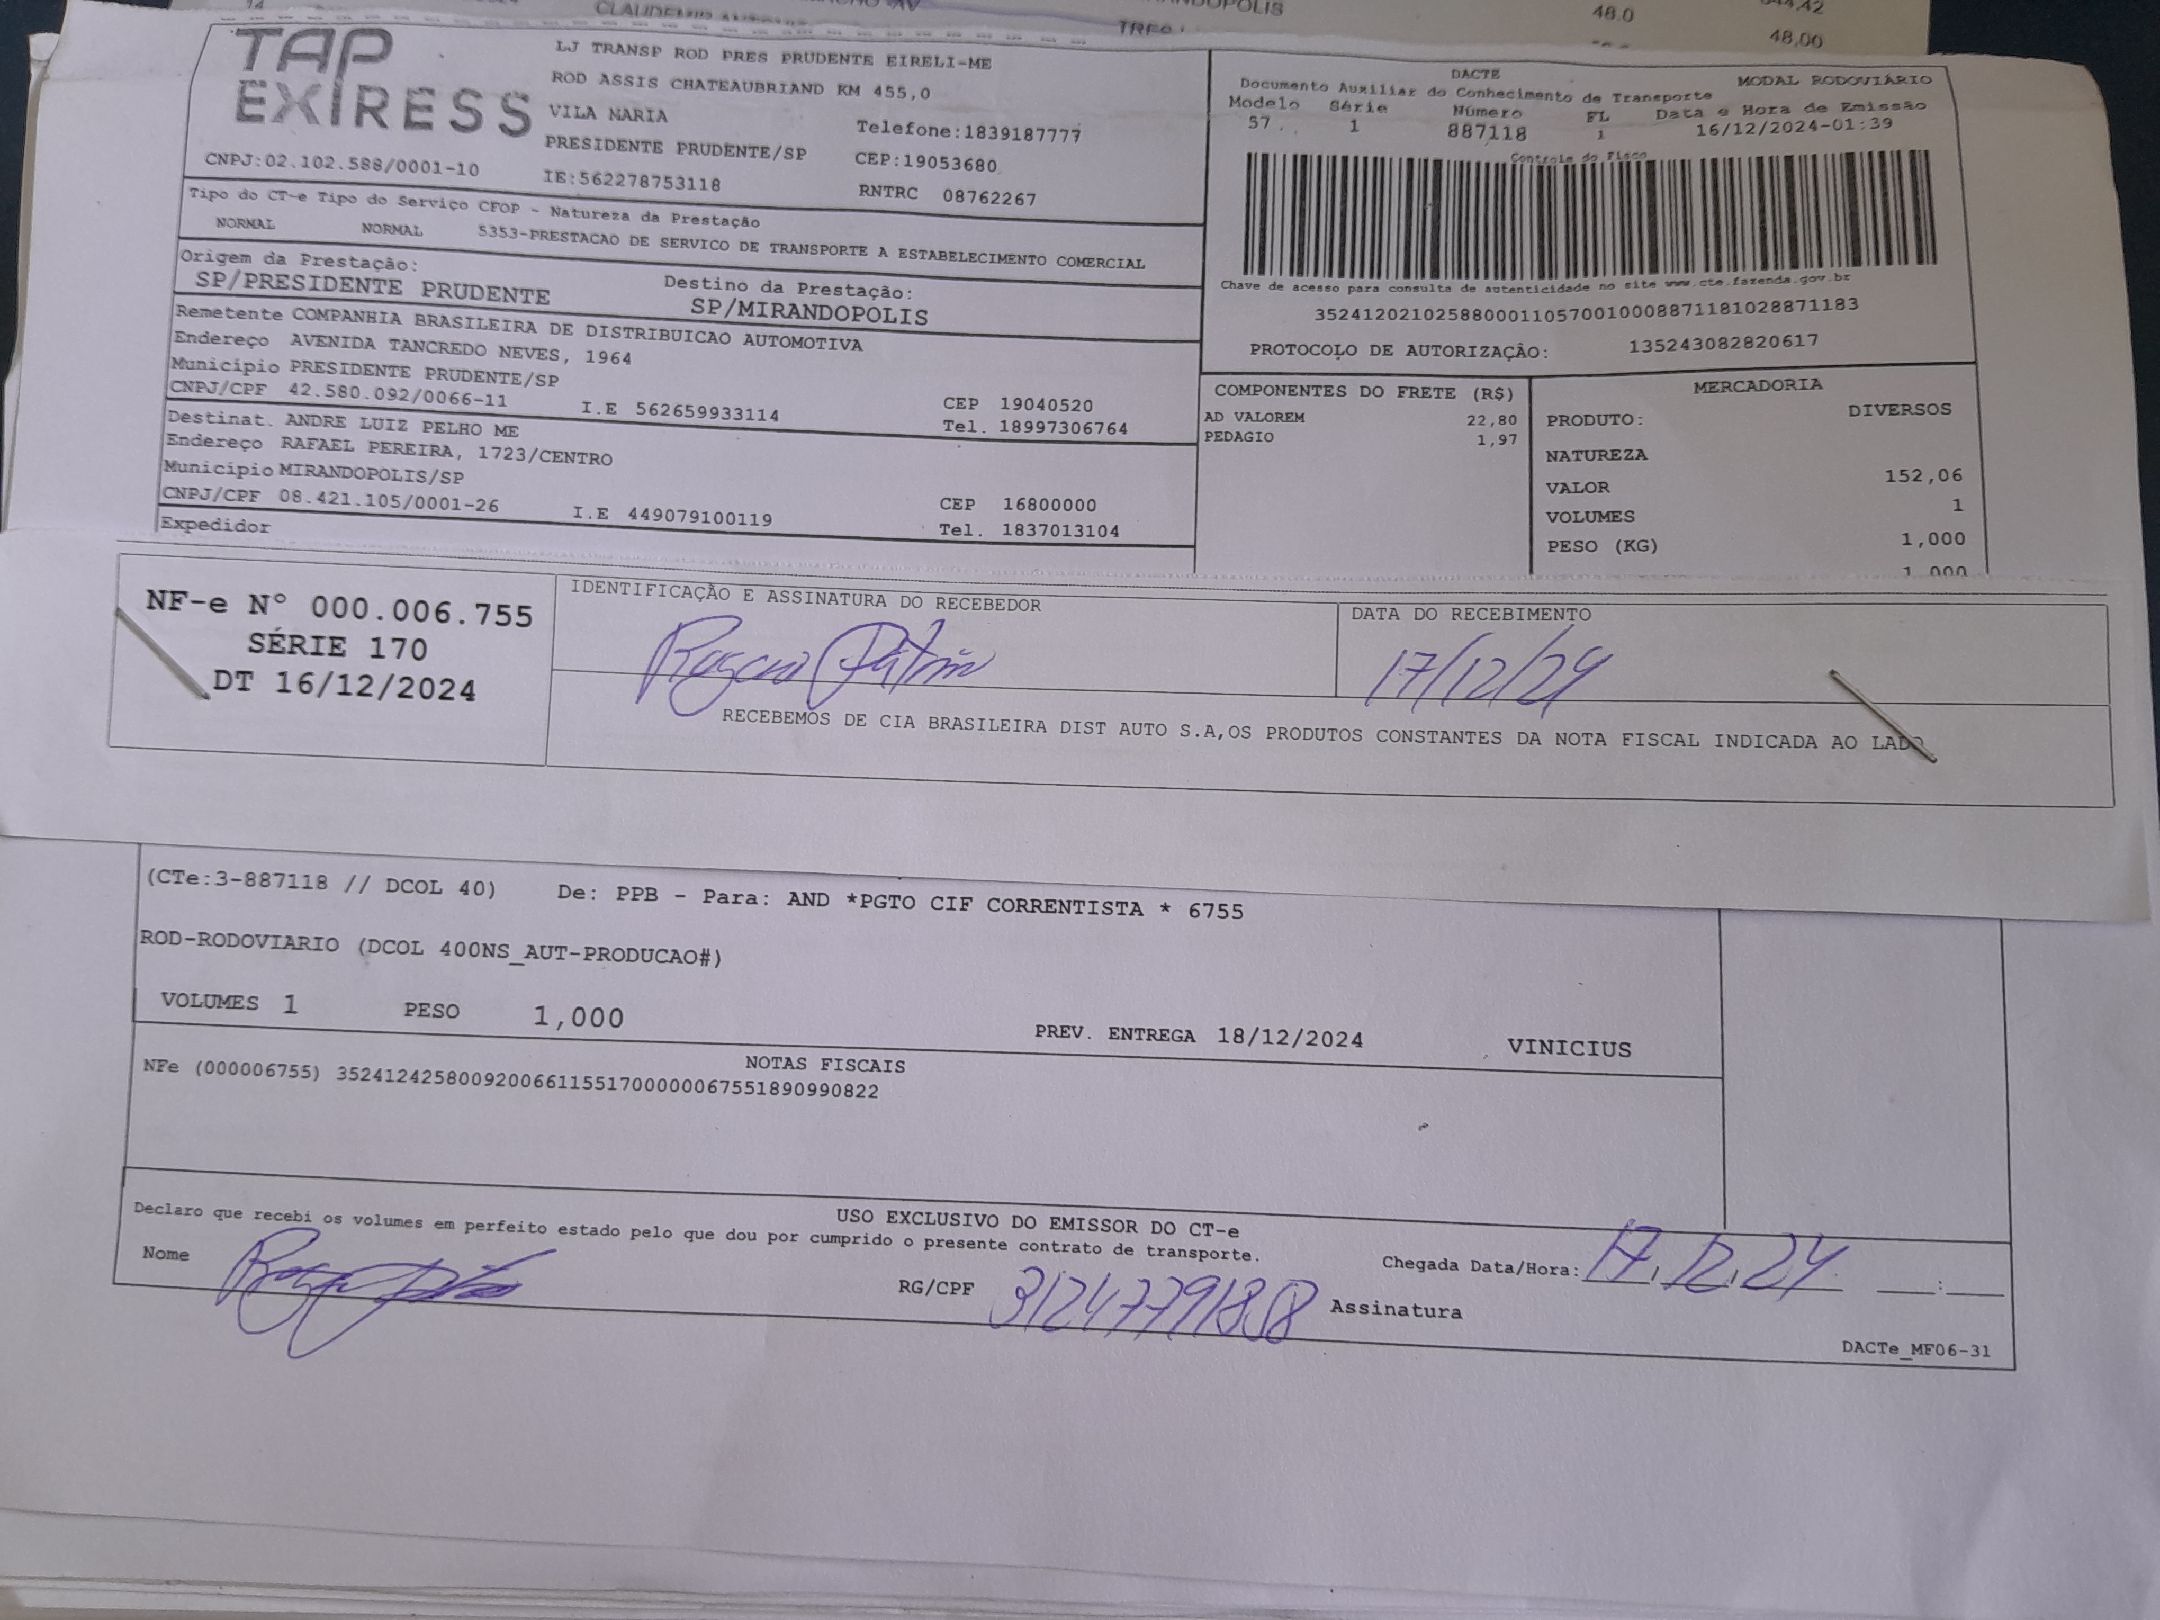 48.0
48,00
TAP
EXPRESS
LJ TRANSP ROD PRES PRUDENTE EIRELI-ME
ROD ASSIS CHATEAUBRIAND KM 455,0
VILA MARIA
Telefone:1839187777
PRESIDENTE PRUDENTE/SP
CEP:19053680
CNPJ:02.102.588/0001-10
IE:562278753118
RNTRC 08762267
DACTE
MODAL RODOVIÁRIO
Documento Auxiliar do Conhecimento de Transporte
Modelo Série Número FL Data e Hora de Emissão
57 1 887118 1 16/12/2024-01:39
Controle do Fisco
Chave de acesso para consulta de autenticidade no site www.cte.fazenda.gov.br
35241202102588000110570010008871181028871183
PROTOCOLO DE AUTORIZAÇÃO: 135243082820617
Tipo do CT-e Tipo do Serviço CFOP - Natureza da Prestação
NORMAL NORMAL 5353-PRESTACAO DE SERVICO DE TRANSPORTE A ESTABELECIMENTO COMERCIAL
Origem da Prestação:
SP/PRESIDENTE PRUDENTE
Destino da Prestação:
SP/MIRANDOPOLIS
Remetente COMPANHIA BRASILEIRA DE DISTRIBUICAO AUTOMOTIVA
Endereço AVENIDA TANCREDO NEVES, 1964
Município PRESIDENTE PRUDENTE/SP
CEP 19040520
CNPJ/CPF 42.580.092/0066-11 I.E 562659933114
Tel. 18997306764
Destinat. ANDRE LUIZ PELHO ME
Endereço RAFAEL PEREIRA, 1723/CENTRO
Município MIRANDOPOLIS/SP
CEP 16800000
CNPJ/CPF 08.421.105/0001-26 I.E 449079100119
Tel. 1837013104
Expedidor
COMPONENTES DO FRETE (R$)
AD VALOREM 22,80
PEDAGIO 1,97
MERCADORIA
PRODUTO: DIVERSOS
NATUREZA
VALOR 152,06
VOLUMES 1
PESO (KG) 1,000
1,000
NF-e N° 000.006.755
SÉRIE 170
DT 16/12/2024
IDENTIFICAÇÃO E ASSINATURA DO RECEBEDOR
DATA DO RECEBIMENTO
17/12/24
RECEBEMOS DE CIA BRASILEIRA DIST AUTO S.A,OS PRODUTOS CONSTANTES DA NOTA FISCAL INDICADA AO LADO
(CTe:3-887118 // DCOL 40) De: PPB - Para: AND *PGTO CIF CORRENTISTA * 6755
ROD-RODOVIARIO (DCOL 400NS_AUT-PRODUCAO#)
VOLUMES 1 PESO 1,000
PREV. ENTREGA 18/12/2024 VINICIUS
NOTAS FISCAIS
NFe (000006755) 35241242580092006611551700000067551890990822
USO EXCLUSIVO DO EMISSOR DO CT-e
Declaro que recebi os volumes em perfeito estado pelo que dou por cumprido o presente contrato de transporte.
Nome
RG/CPF 31247791858 Assinatura
Chegada Data/Hora: 17.12.24 :
DACTe_MF06-31